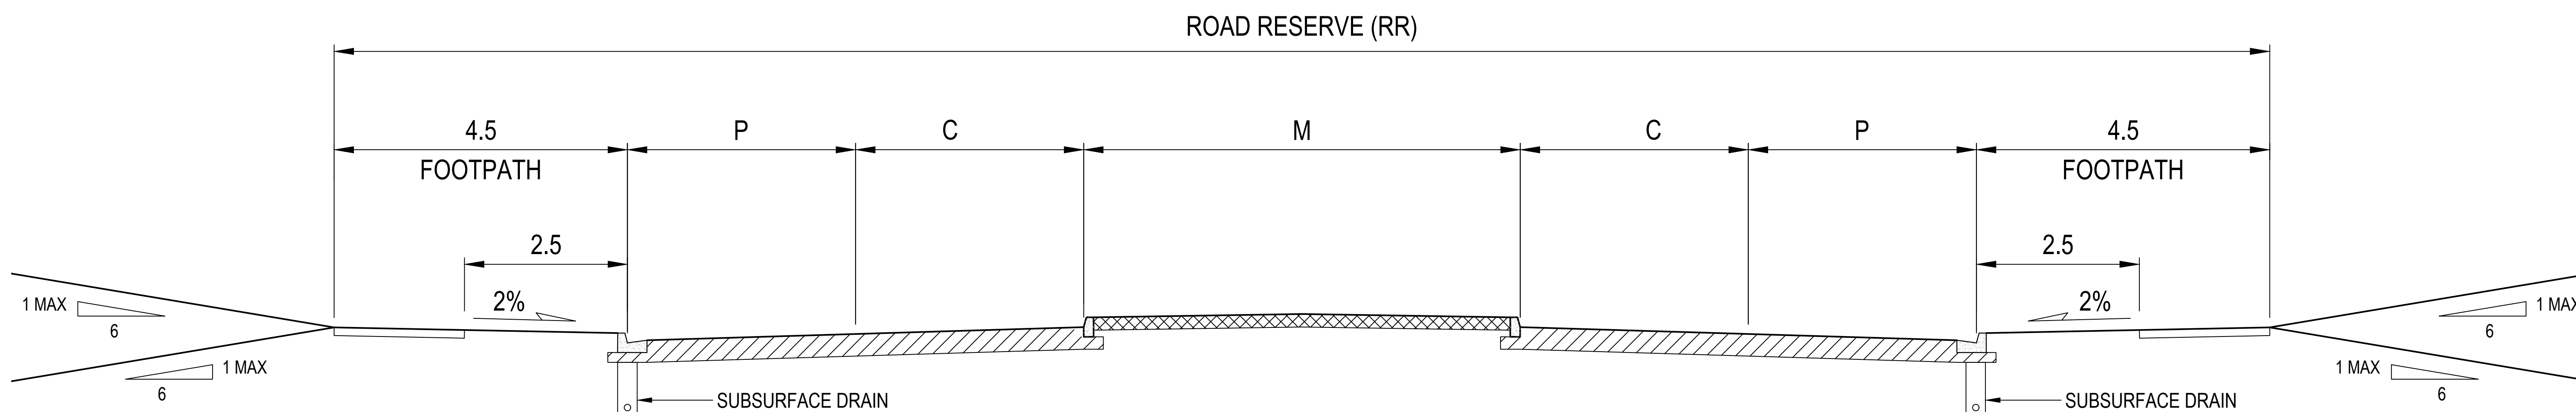 ROAD RESERVE (RR)
4.5 P C M C P 4.5
FOOTPATH FOOTPATH
2.5 2.5
2% 2%
1 MAX 1 MAX
6 6
1 MAX 1 MAX
6 6
SUBSURFACE DRAIN SUBSURFACE DRAIN